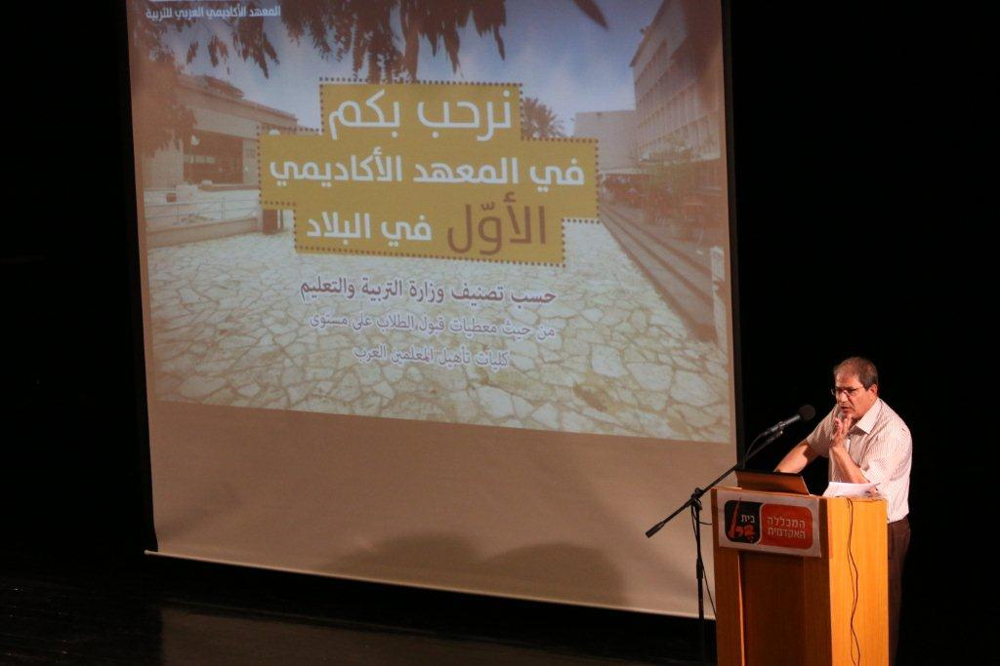 المعهد الأكاديمي العربي للتربية
نرحب بكم
في المعهد الأكاديمي
الأوّل في البلاد
حسب تصنيف وزارة التربية والتعليم
من حيث معطيات قبول الطلاب على مستوى
كليات تأهيل المعلمين العرب
המכללה
האקדמית
בית
ברל